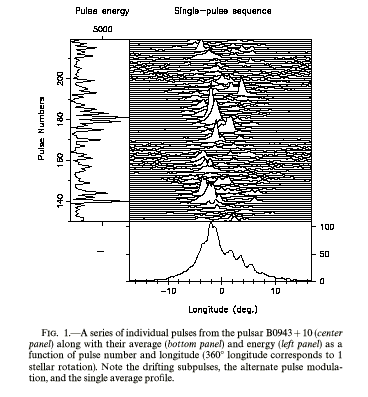 Pulse energy Single-pulse sequence
5000
200
180
160
140
Pulse Numbers
100
50
0
-10 0 10
Longitude (deg.)
FIG. 1.—A series of individual pulses from the pulsar B0943 + 10 (center
panel) along with their average (bottom panel) and energy (left panel) as a
function of pulse number and longitude (360° longitude corresponds to 1
stellar rotation). Note the drifting subpulses, the alternate pulse modula-
tion, and the single average profile.